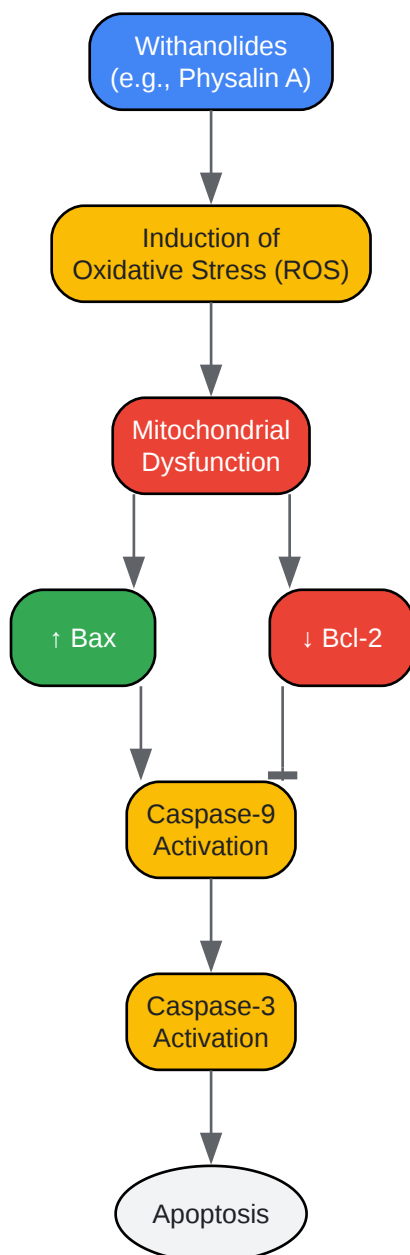 Withanolides
(e.g., Physalin A)
Induction of
Oxidative Stress (ROS)
Mitochondrial
Dysfunction
↑ Bax
↓ Bcl-2
Caspase-9
Activation
Caspase-3
Activation
Apoptosis